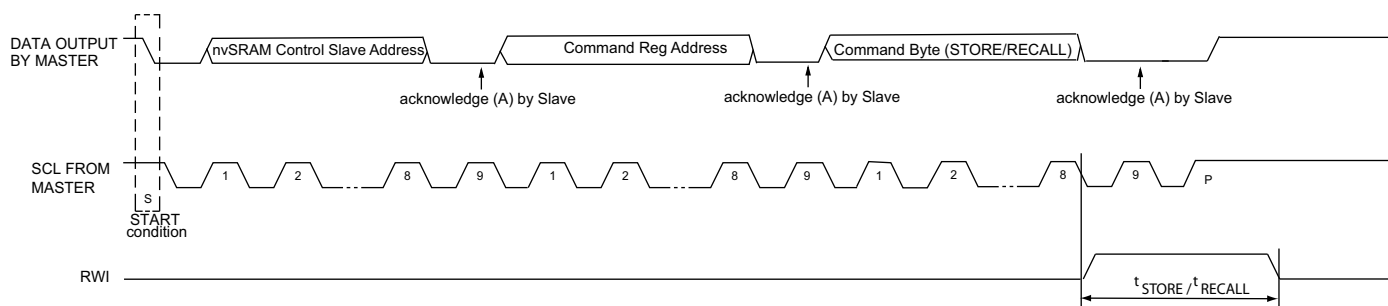 DATA OUTPUT
BY MASTER
nvSRAM Control Slave Address
Command Reg Address
Command Byte (STORE/RECALL)
acknowledge (A) by Slave
acknowledge (A) by Slave
acknowledge (A) by Slave
SCL FROM
MASTER
1 2 8 9 1 2 8 9 1 2 8 9 P
S
START
condition
RWI
t STORE / t RECALL